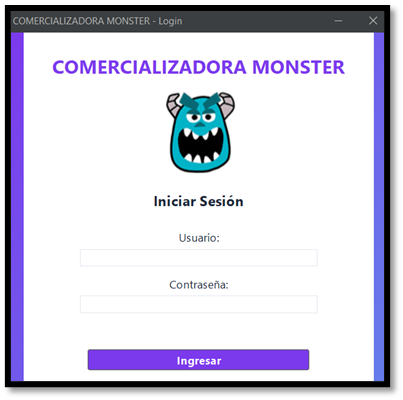 COMERCIALIZADORA MONSTER - Login
COMERCIALIZADORA MONSTER
Iniciar Sesión
Usuario:
Contraseña:
Ingresar